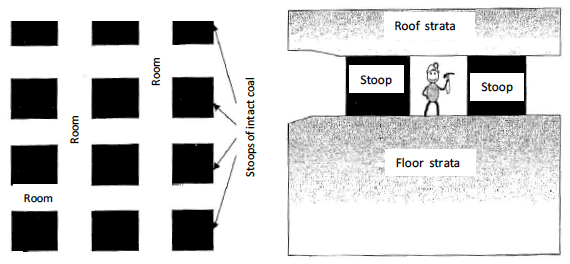 Room
Room
Room
Stoops of intact coal
Roof strata
Stoop
Stoop
Floor strata